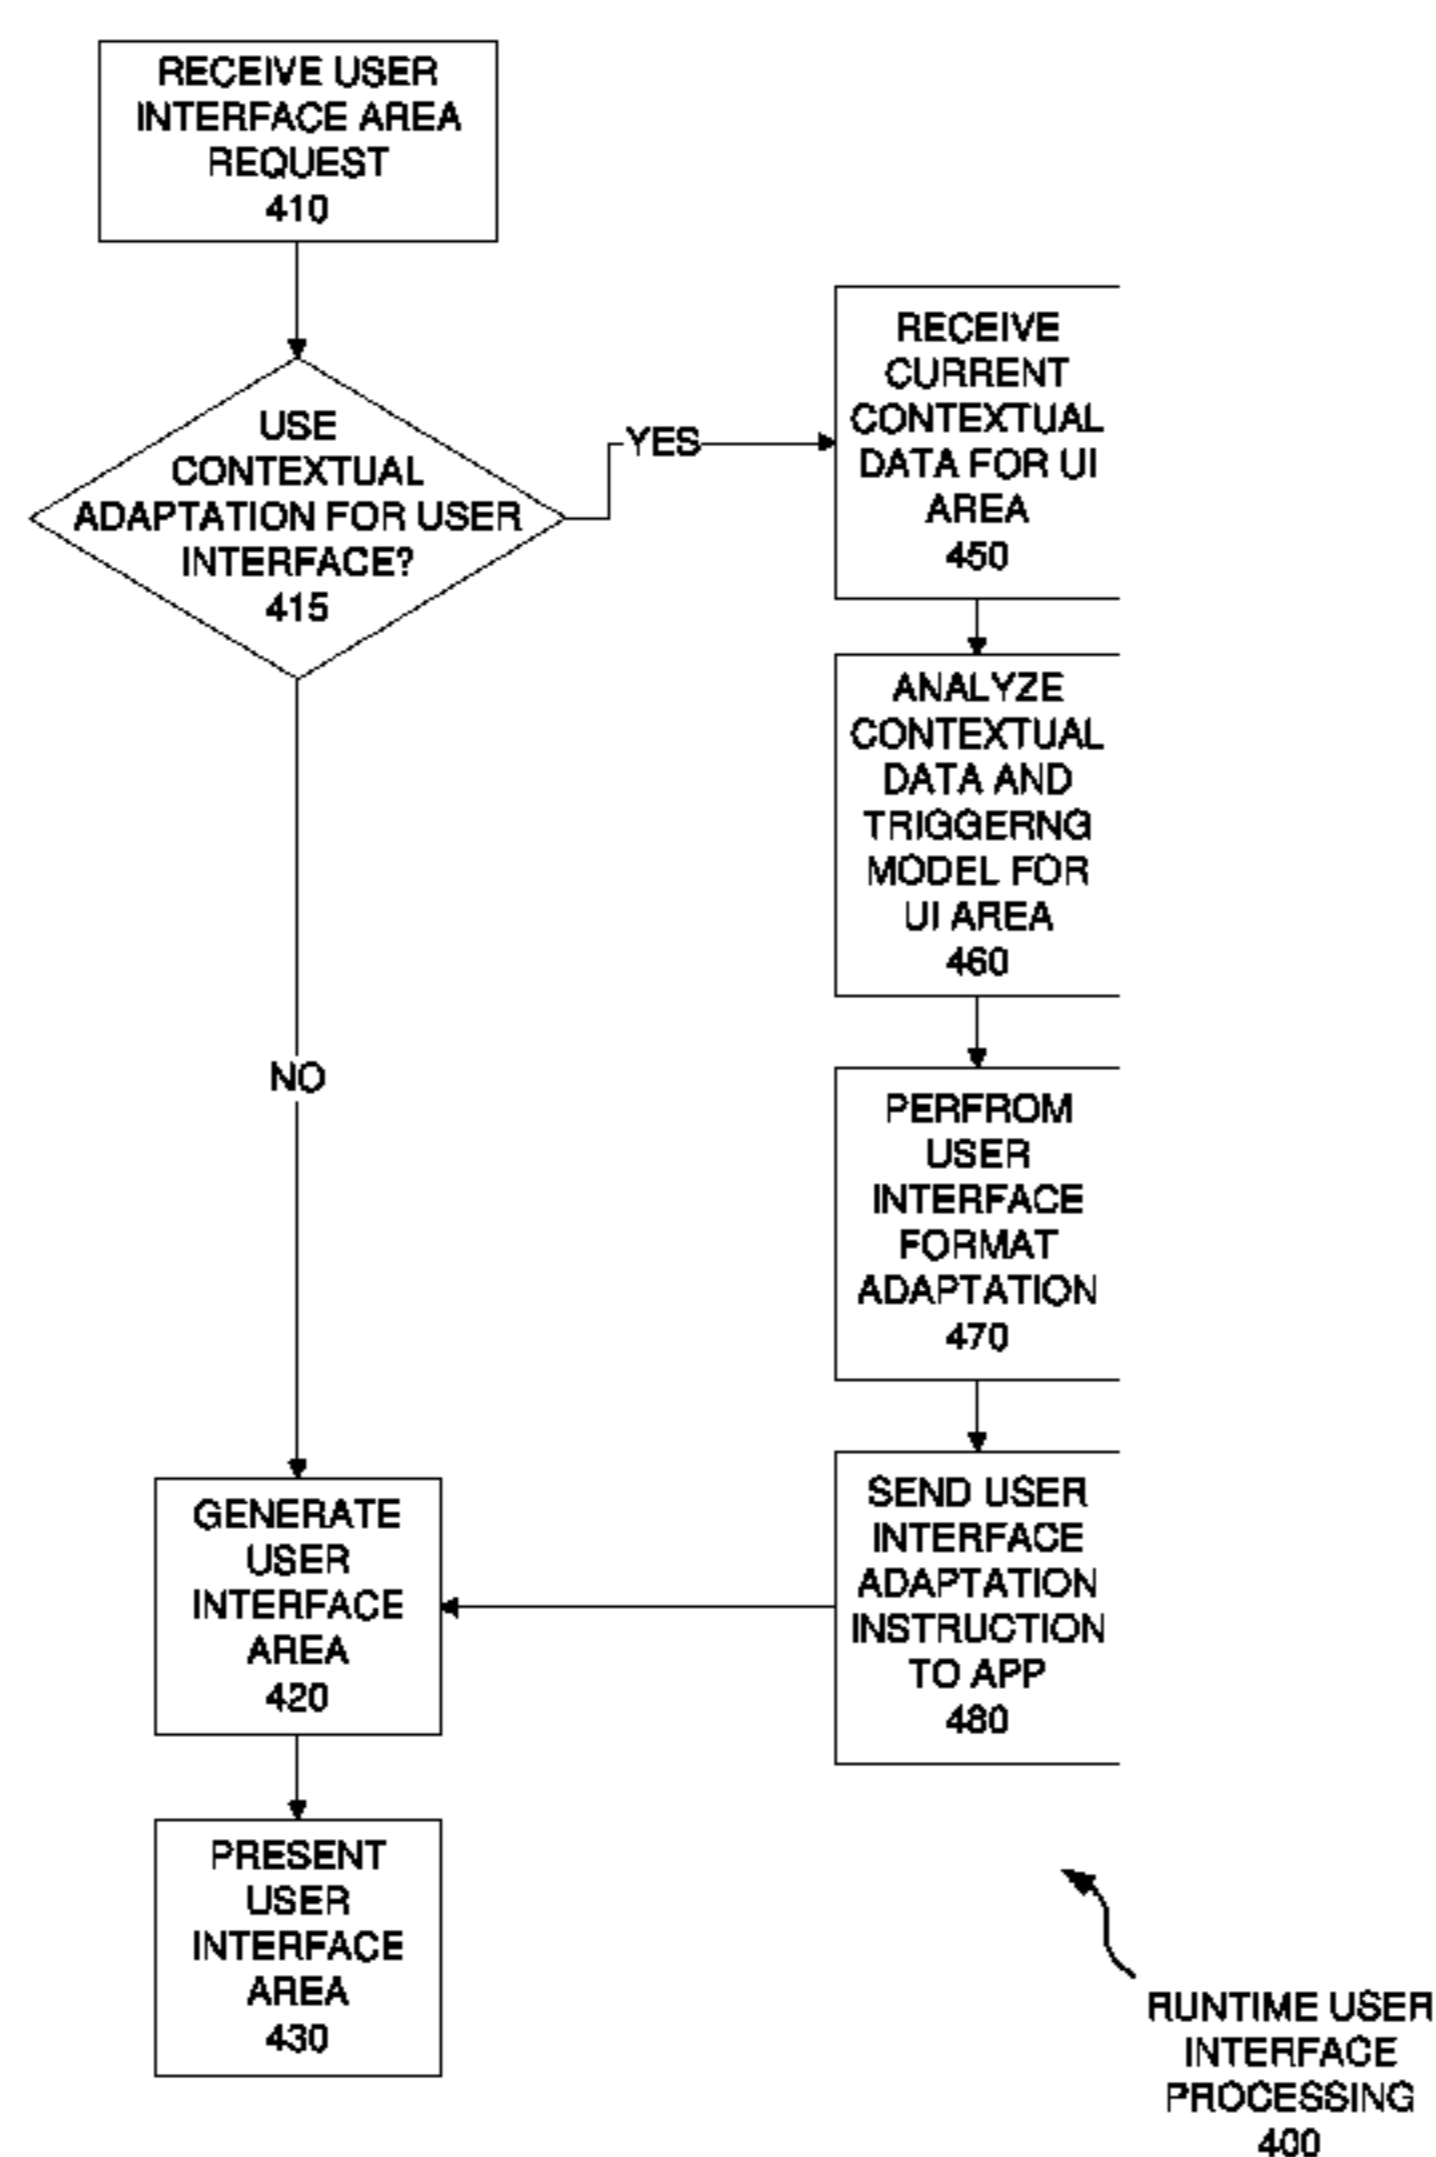 RECEIVE USER
INTERFACE AREA
REQUEST
410
USE
CONTEXTUAL
ADAPTATION FOR USER
INTERFACE?
415
YES
RECEIVE
CURRENT
CONTEXTUAL
DATA FOR UI
AREA
450
ANALYZE
CONTEXTUAL
DATA AND
TRIGGERNG
MODEL FOR
UI AREA
460
NO
PERFROM
USER
INTERFACE
FORMAT
ADAPTATION
470
SEND USER
INTERFACE
ADAPTATION
INSTRUCTION
TO APP
480
GENERATE
USER
INTERFACE
AREA
420
PRESENT
USER
INTERFACE
AREA
430
RUNTIME USER
INTERFACE
PROCESSING
400